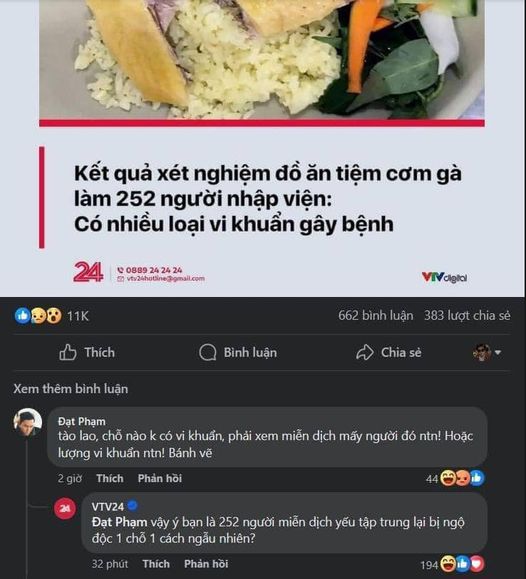 Kết quả xét nghiệm đồ ăn tiệm cơm gà
làm 252 người nhập viện:
Có nhiều loại vi khuẩn gây bệnh
24
0889 24 24 24
vtv24hotline@gmail.com
VTVdigital
11K
662 bình luận 383 lượt chia sẻ
Thích Bình luận Chia sẻ
Xem thêm bình luận
Đạt Phạm
tào lao, chỗ nào k có vi khuẩn, phải xem miễn dịch mấy người đó ntn! Hoặc
lượng vi khuẩn ntn! Bánh vẽ
2 giờ Thích Phản hồi 44
24
VTV24
Đạt Phạm vậy ý bạn là 252 người miễn dịch yếu tập trung lại bị ngộ
độc 1 chỗ 1 cách ngẫu nhiên?
32 phút Thích Phản hồi 194